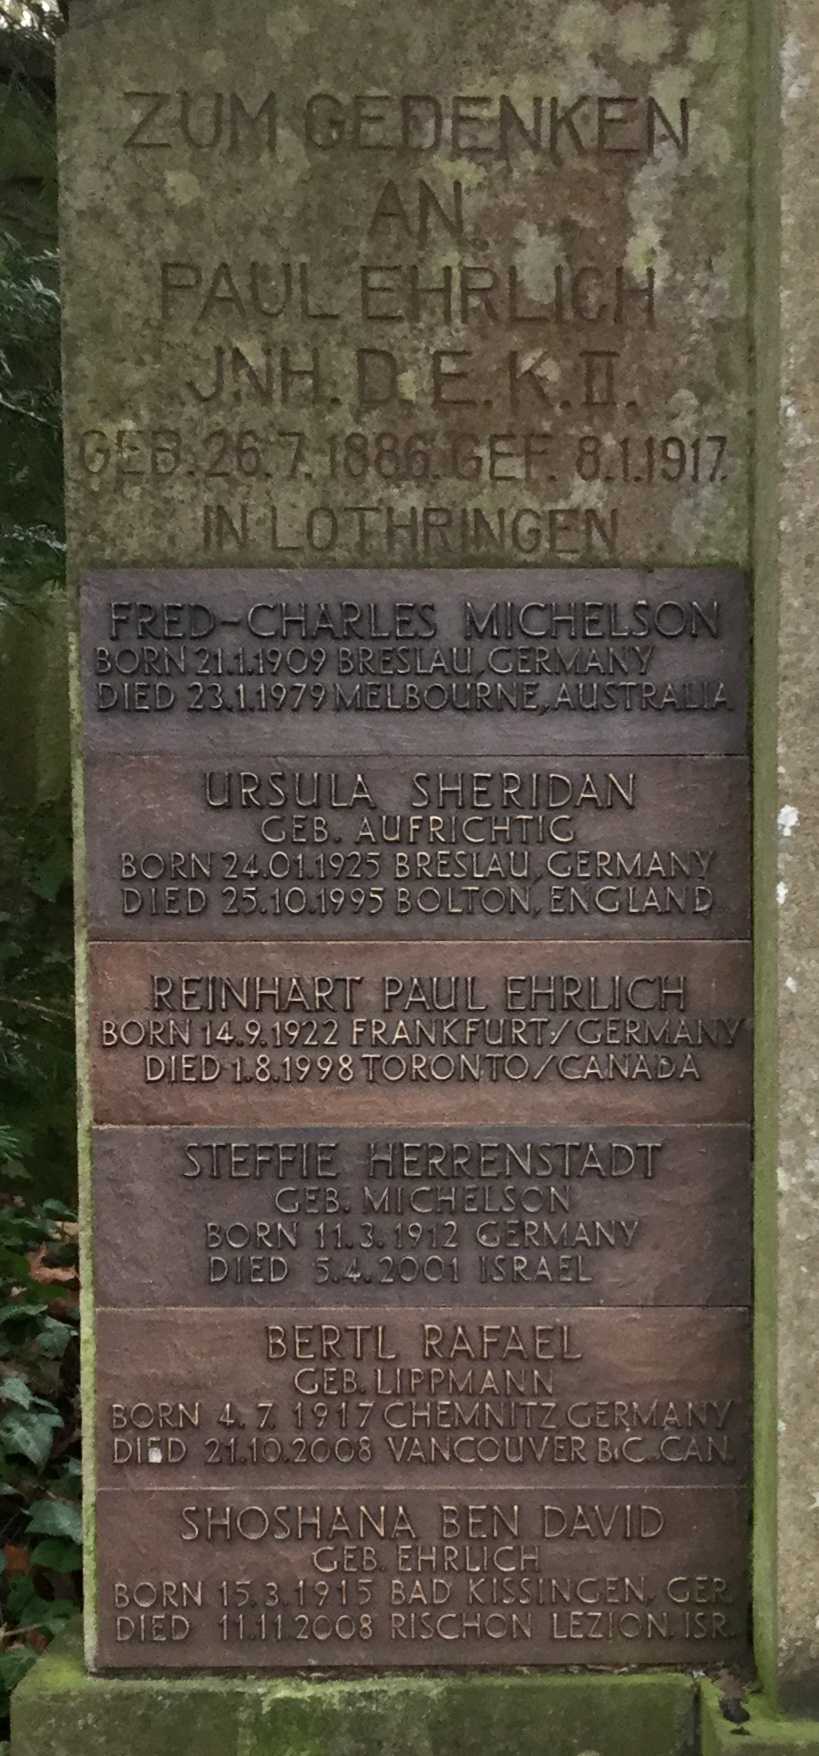 ZUM GEDENKEN
AN
PAUL EHRLICH
JNH. D. E. K. II.
GEB. 26.7.1886. GEF. 8.1.1917.
IN LOTHRINGEN
FRED-CHARLES MICHELSON
BORN 21.1.1909 BRESLAU, GERMANY
DIED 23.1.1979 MELBOURNE, AUSTRALIA
URSULA SHERIDAN
GEB. AUFRICHTIG
BORN 24.01.1925 BRESLAU, GERMANY
DIED 25.10.1995 BOLTON, ENGLAND
REINHART PAUL EHRLICH
BORN 14.9.1922 FRANKFURT/GERMANY
DIED 1.8.1998 TORONTO/CANADA
STEFFIE HERRENSTADT
GEB. MICHELSON
BORN 11.3.1912 GERMANY
DIED 5.4.2001 ISRAEL
BERTL RAFAEL
GEB. LIPPMANN
BORN 4.7.1917 CHEMNITZ GERMANY
DIED 21.10.2008 VANCOUVER B.C. CAN.
SHOSHANA BEN DAVID
GEB. EHRLICH
BORN 15.3.1915 BAD KISSINGEN, GER.
DIED 11.11.2008 RISCHON LEZION. ISR.